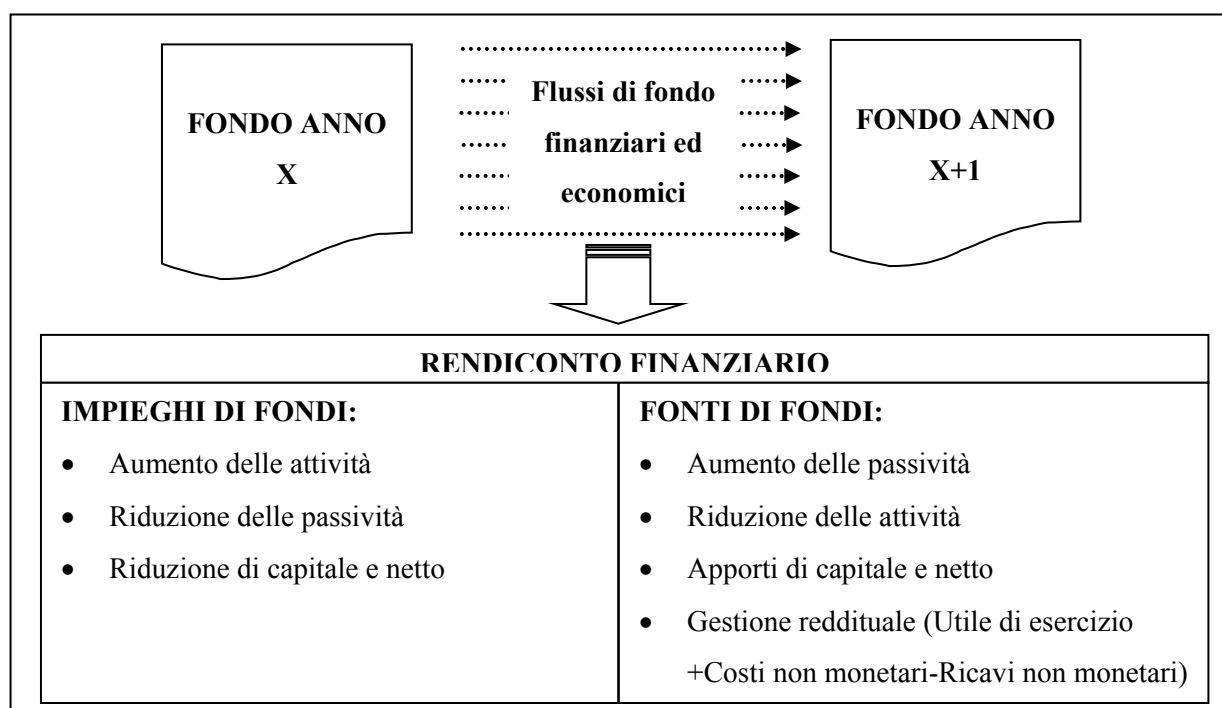 FONDO ANNO
X
Flussi di fondo
finanziari ed
economici
FONDO ANNO
X+1
RENDICONTO FINANZIARIO
IMPIEGHI DI FONDI:
• Aumento delle attività
• Riduzione delle passività
• Riduzione di capitale e netto
FONTI DI FONDI:
• Aumento delle passività
• Riduzione delle attività
• Apporti di capitale e netto
• Gestione reddituale (Utile di esercizio
+Costi non monetari-Ricavi non monetari)